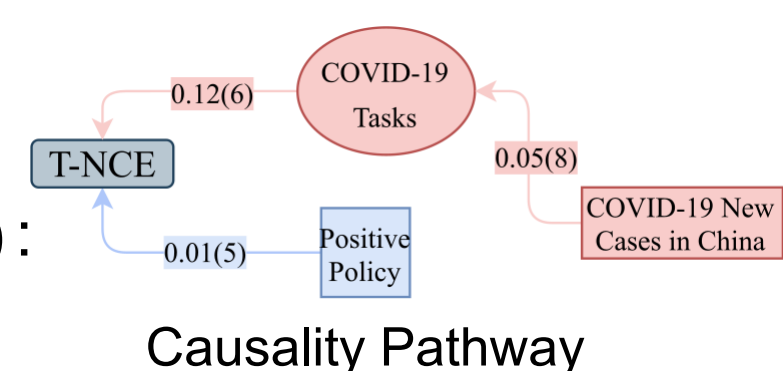 COVID-19
Tasks
0.12(6)
T-NCE
0.05(8)
COVID-19 New
Cases in China
):
0.01(5)
Positive
Policy
Causality Pathway